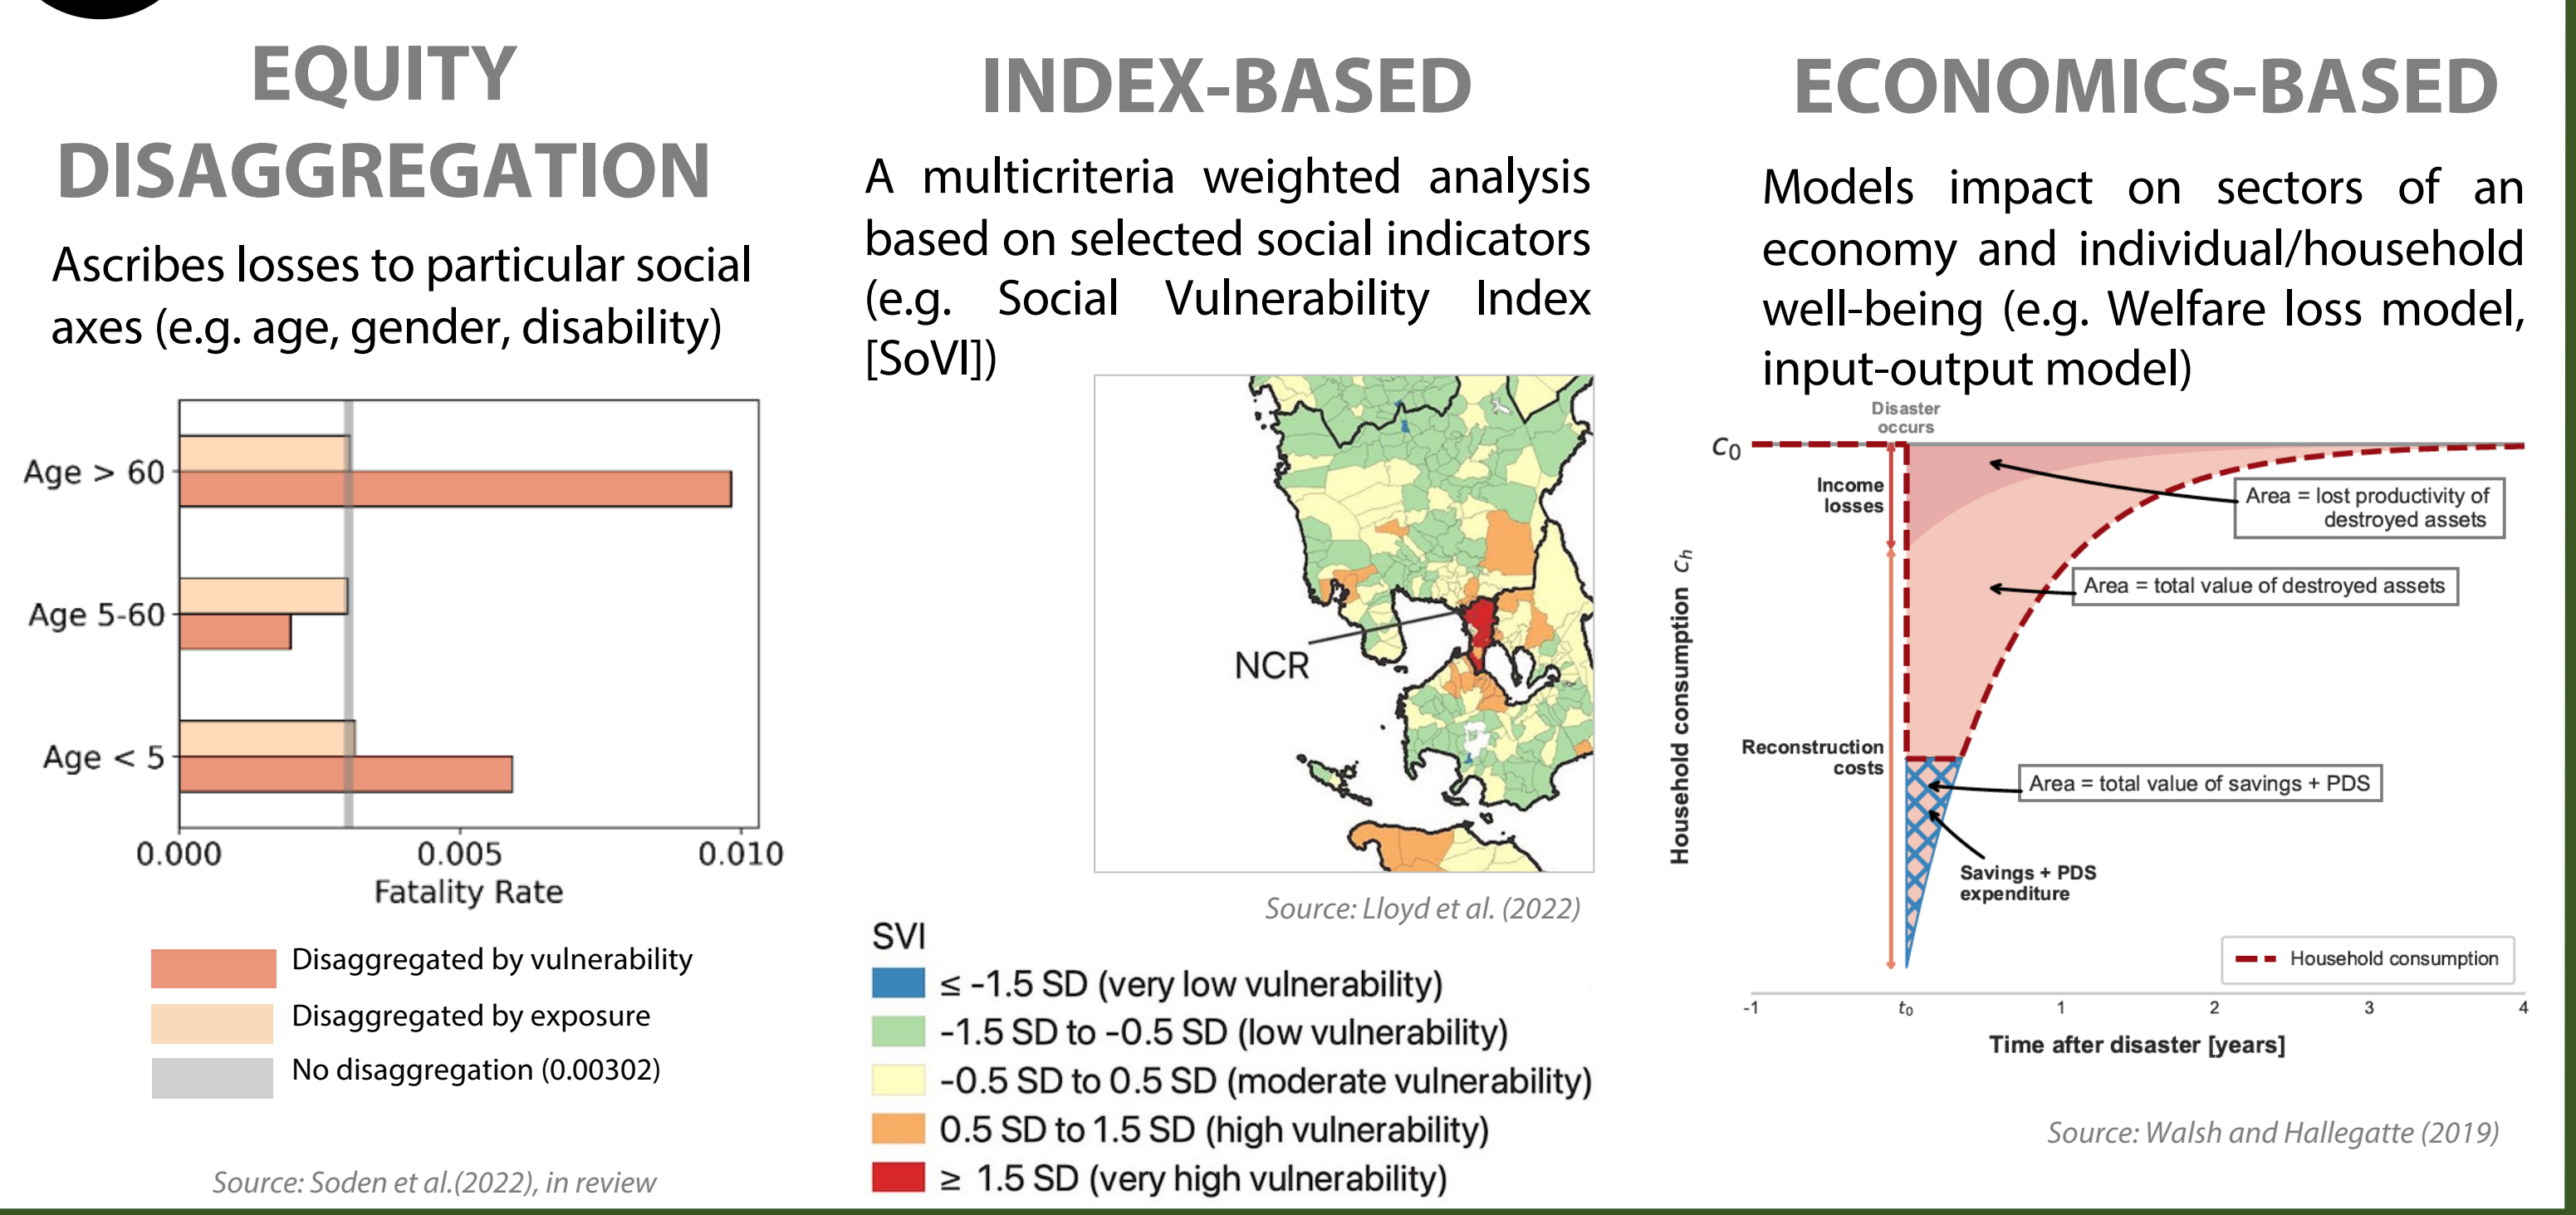 EQUITY
DISAGGREGATION
Ascribes losses to particular social
axes (e.g. age, gender, disability)
Age > 60
Age 5-60
Age < 5
0.000
0.005
0.010
Fatality Rate
Disaggregated by vulnerability
Disaggregated by exposure
No disaggregation (0.00302)
Source: Soden et al.(2022), in review
INDEX-BASED
A multicriteria weighted analysis
based on selected social indicators
(e.g. Social Vulnerability Index
[SoVI])
NCR
Source: Lloyd et al. (2022)
SVI
≤ -1.5 SD (very low vulnerability)
-1.5 SD to -0.5 SD (low vulnerability)
-0.5 SD to 0.5 SD (moderate vulnerability)
0.5 SD to 1.5 SD (high vulnerability)
≥ 1.5 SD (very high vulnerability)
ECONOMICS-BASED
Models impact on sectors of an
economy and individual/household
well-being (e.g. Welfare loss model,
input-output model)
Disaster
occurs
c₀
Income
losses
Area = lost productivity of
destroyed assets
Area = total value of destroyed assets
Household consumption cₕ
Reconstruction
costs
Area = total value of savings + PDS
Savings + PDS
expenditure
Household consumption
-1
t₀
1
2
3
4
Time after disaster [years]
Source: Walsh and Hallegatte (2019)